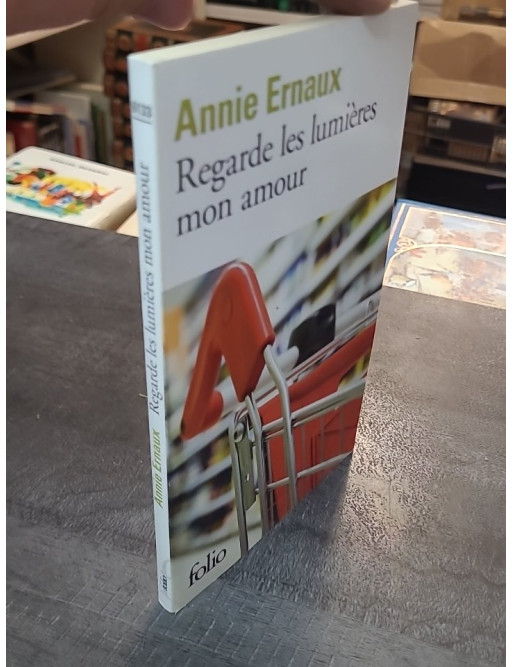 Annie Ernaux
Regarde les lumières
mon amour
folio
Annie Ernaux Regarde les lumières mon amour